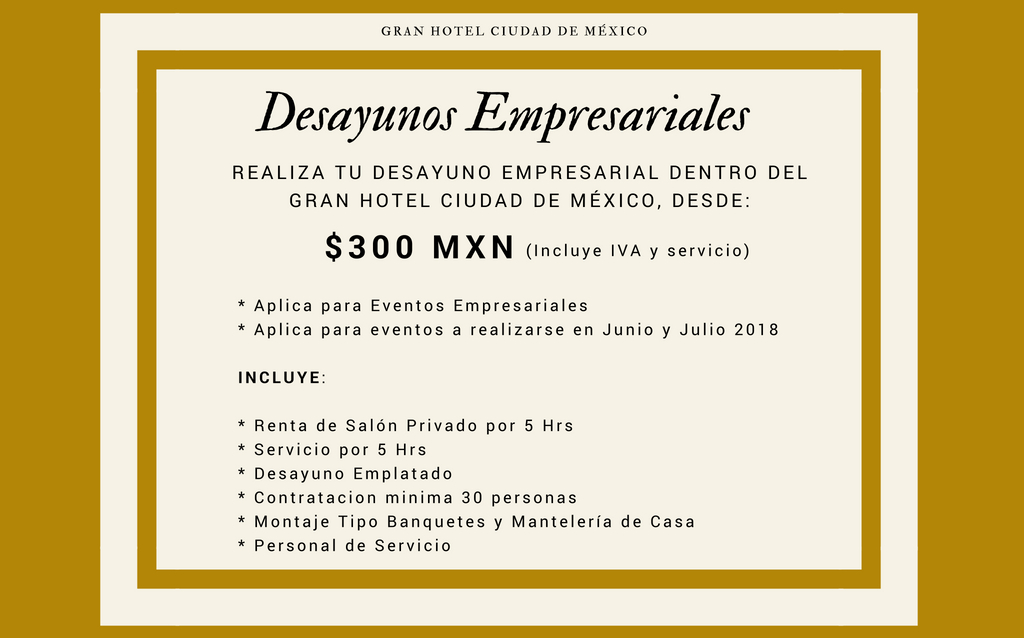 GRAN HOTEL CIUDAD DE MÉXICO
Desayunos Empresariales
REALIZA TU DESAYUNO EMPRESARIAL DENTRO DEL
GRAN HOTEL CIUDAD DE MÉXICO, DESDE:
$300 MXN (Incluye IVA y servicio)
* Aplica para Eventos Empresariales
* Aplica para eventos a realizarse en Junio y Julio 2018
INCLUYE:
* Renta de Salón Privado por 5 Hrs
* Servicio por 5 Hrs
* Desayuno Emplatado
* Contratacion minima 30 personas
* Montaje Tipo Banquetes y Mantelería de Casa
* Personal de Servicio